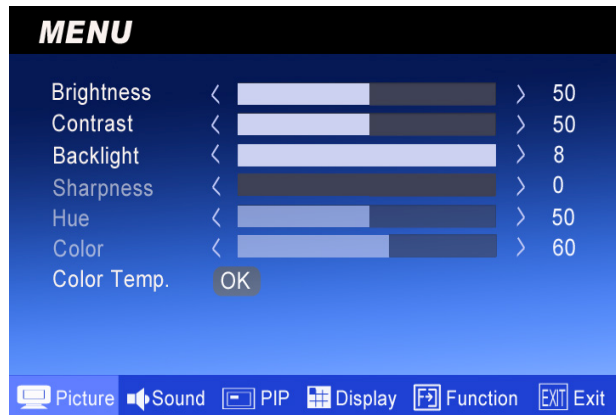 MENU
Brightness 50
Contrast 50
Backlight 8
Sharpness 0
Hue 50
Color 60
Color Temp. OK
Picture Sound PIP Display F Function EXIT Exit